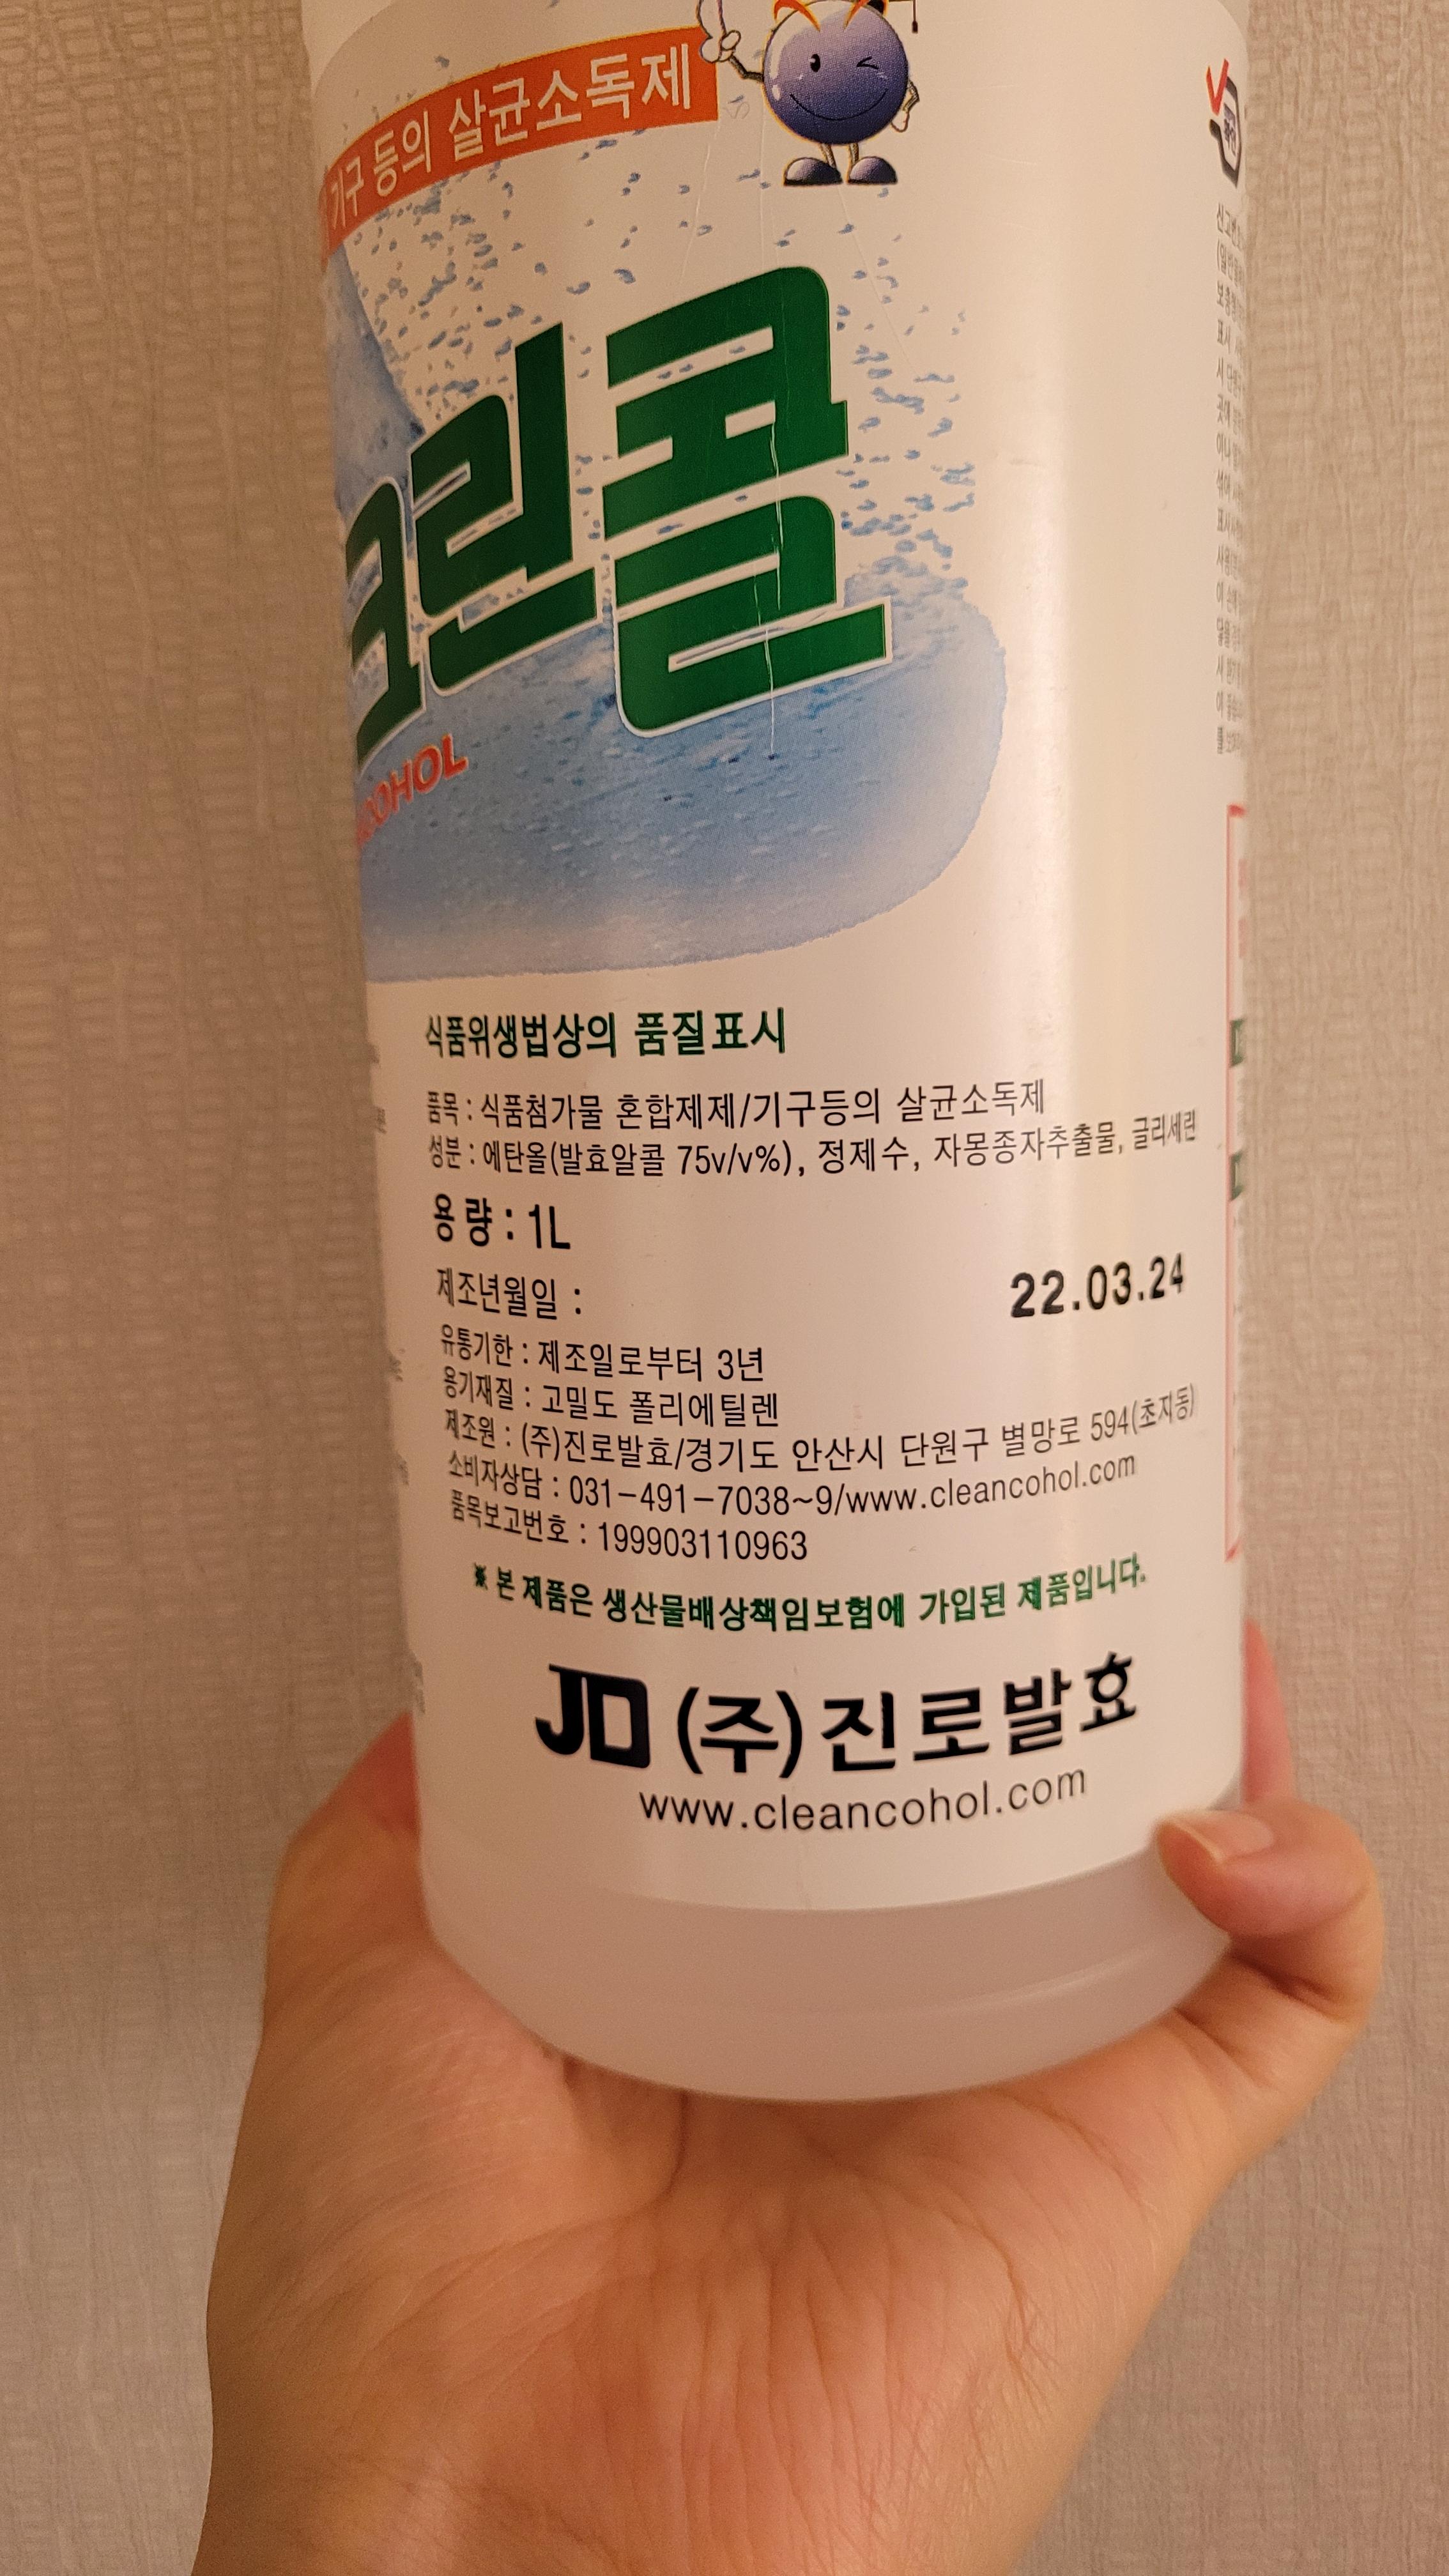 기구 등의 살균소독제
크린콜
COHOL
식품위생법상의 품질표시
품목 : 식품첨가물 혼합제제/기구등의 살균소독제
성분 : 에탄올(발효알콜 75v/v%), 정제수, 자몽종자추출물, 글리세린
용량 : 1L
제조년월일 : 22.03.24
유통기한 : 제조일로부터 3년
용기재질 : 고밀도 폴리에틸렌
제조원 : (주)진로발효/경기도 안산시 단원구 별망로 594(초지동)
소비자상담 : 031-491-7038~9/www.cleancohol.com
품목보고번호 : 199903110963
※ 본 제품은 생산물배상책임보험에 가입된 제품입니다.
JD (주)진로발효
www.cleancohol.com